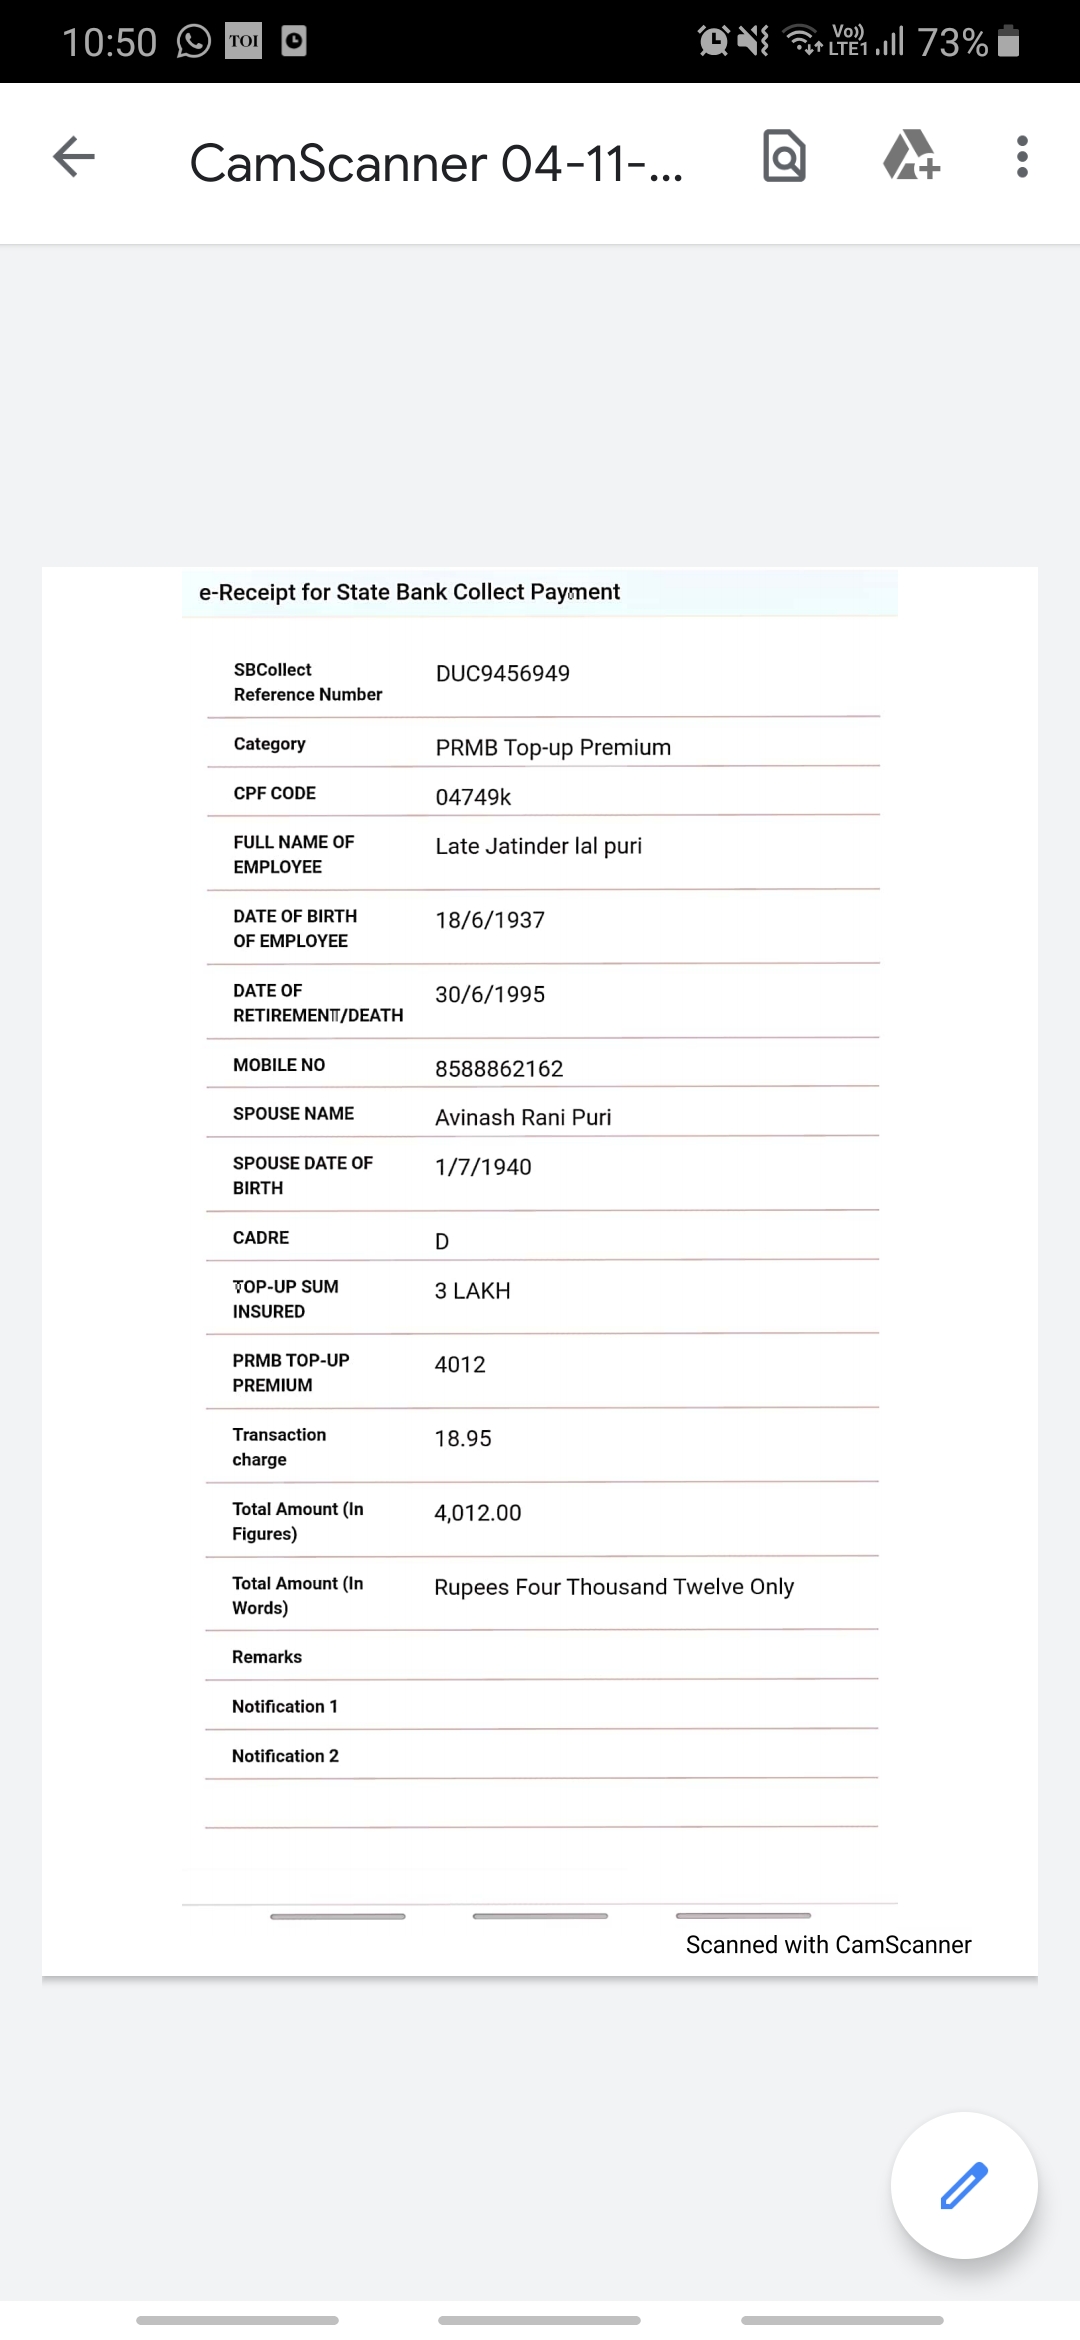 10:50 TOI Vo)) LTE1 73%
CamScanner 04-11-...
e-Receipt for State Bank Collect Payment
SBCollect Reference Number DUC9456949
Category PRMB Top-up Premium
CPF CODE 04749k
FULL NAME OF EMPLOYEE Late Jatinder lal puri
DATE OF BIRTH OF EMPLOYEE 18/6/1937
DATE OF RETIREMENT/DEATH 30/6/1995
MOBILE NO 8588862162
SPOUSE NAME Avinash Rani Puri
SPOUSE DATE OF BIRTH 1/7/1940
CADRE D
TOP-UP SUM INSURED 3 LAKH
PRMB TOP-UP PREMIUM 4012
Transaction charge 18.95
Total Amount (In Figures) 4,012.00
Total Amount (In Words) Rupees Four Thousand Twelve Only
Remarks
Notification 1
Notification 2
Scanned with CamScanner